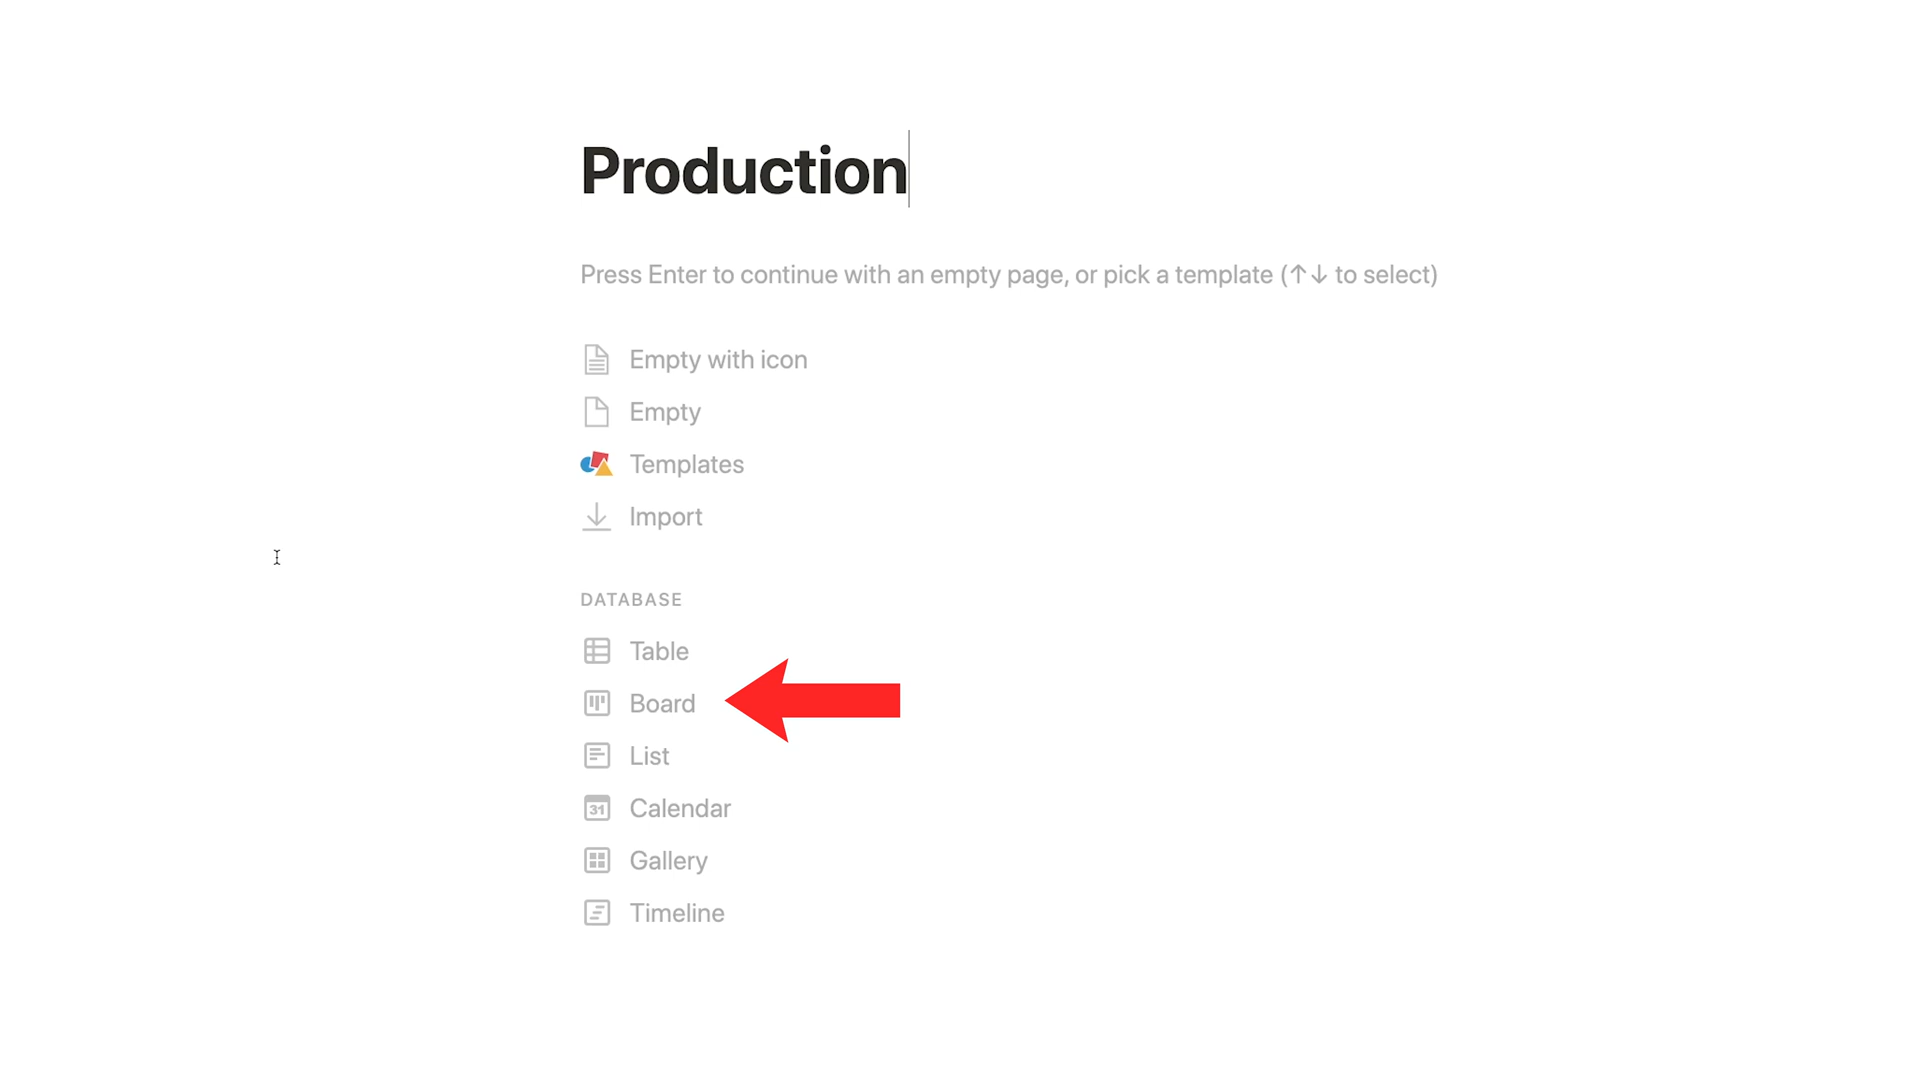 Production
Press Enter to continue with an empty page, or pick a template (↑↓ to select)
Empty with icon
Empty
Templates
Import
DATABASE
Table
Board
List
31 Calendar
Gallery
Timeline